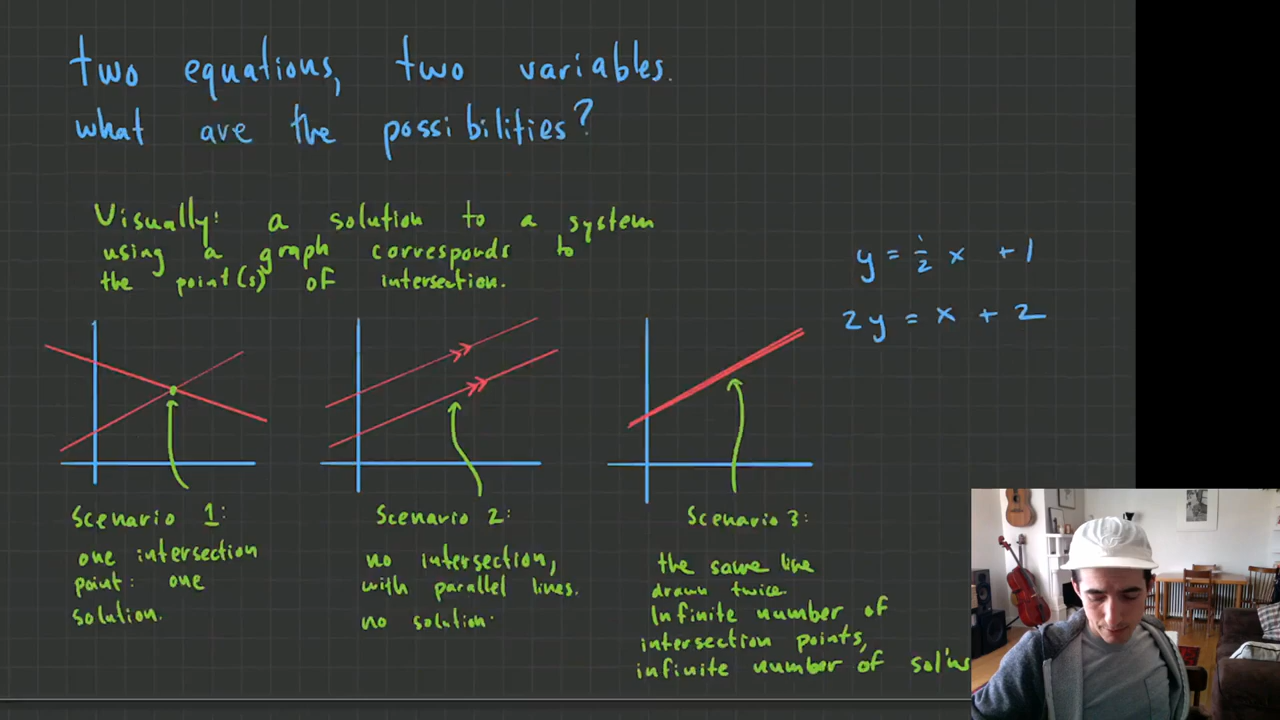 two equations, two variables.
what are the possibilities?
Visually: a solution to a system
using a graph corresponds to
the point(s) of intersection.
y = 1/2 x + 1
2y = x + 2
Scenario 1:
one intersection
point: one
solution.
Scenario 2:
no intersection,
with parallel lines.
no solution.
Scenario 3:
the same line
drawn twice.
Infinite number of
intersection points,
infinite number of sol'ns